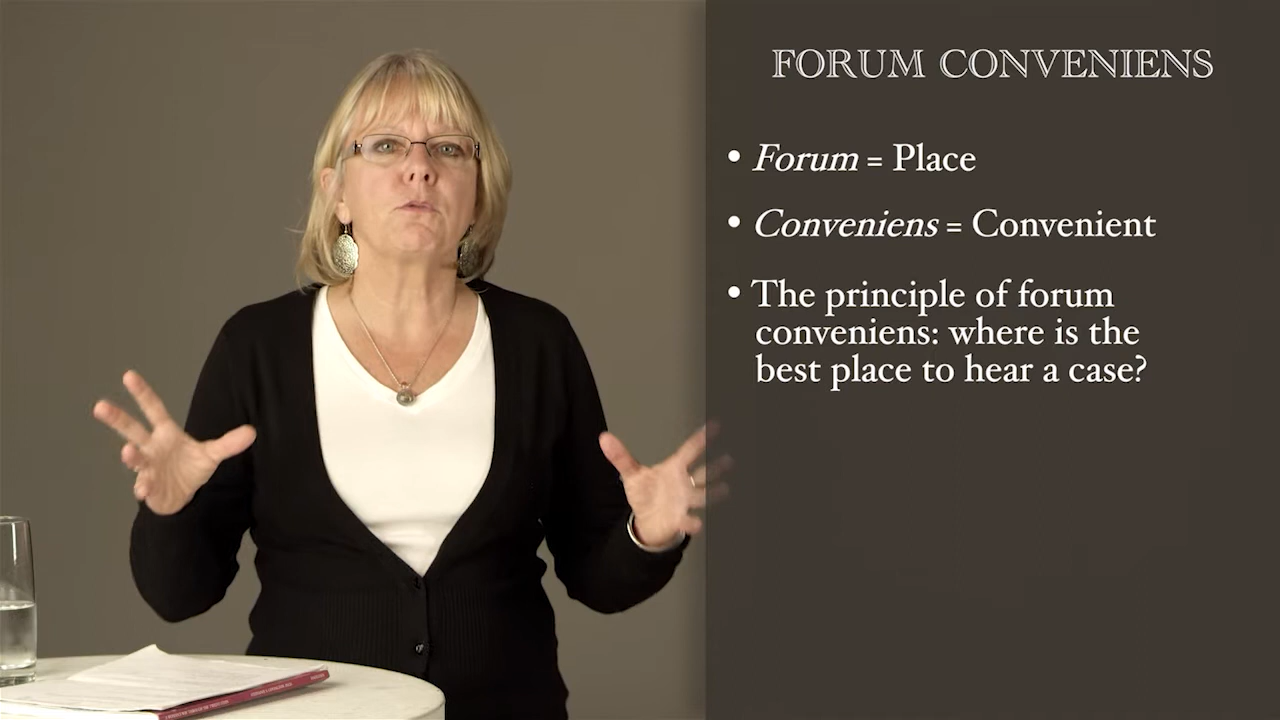 FORUM CONVENIENS
• Forum = Place
• Conveniens = Convenient
• The principle of forum
conveniens: where is the
best place to hear a case?